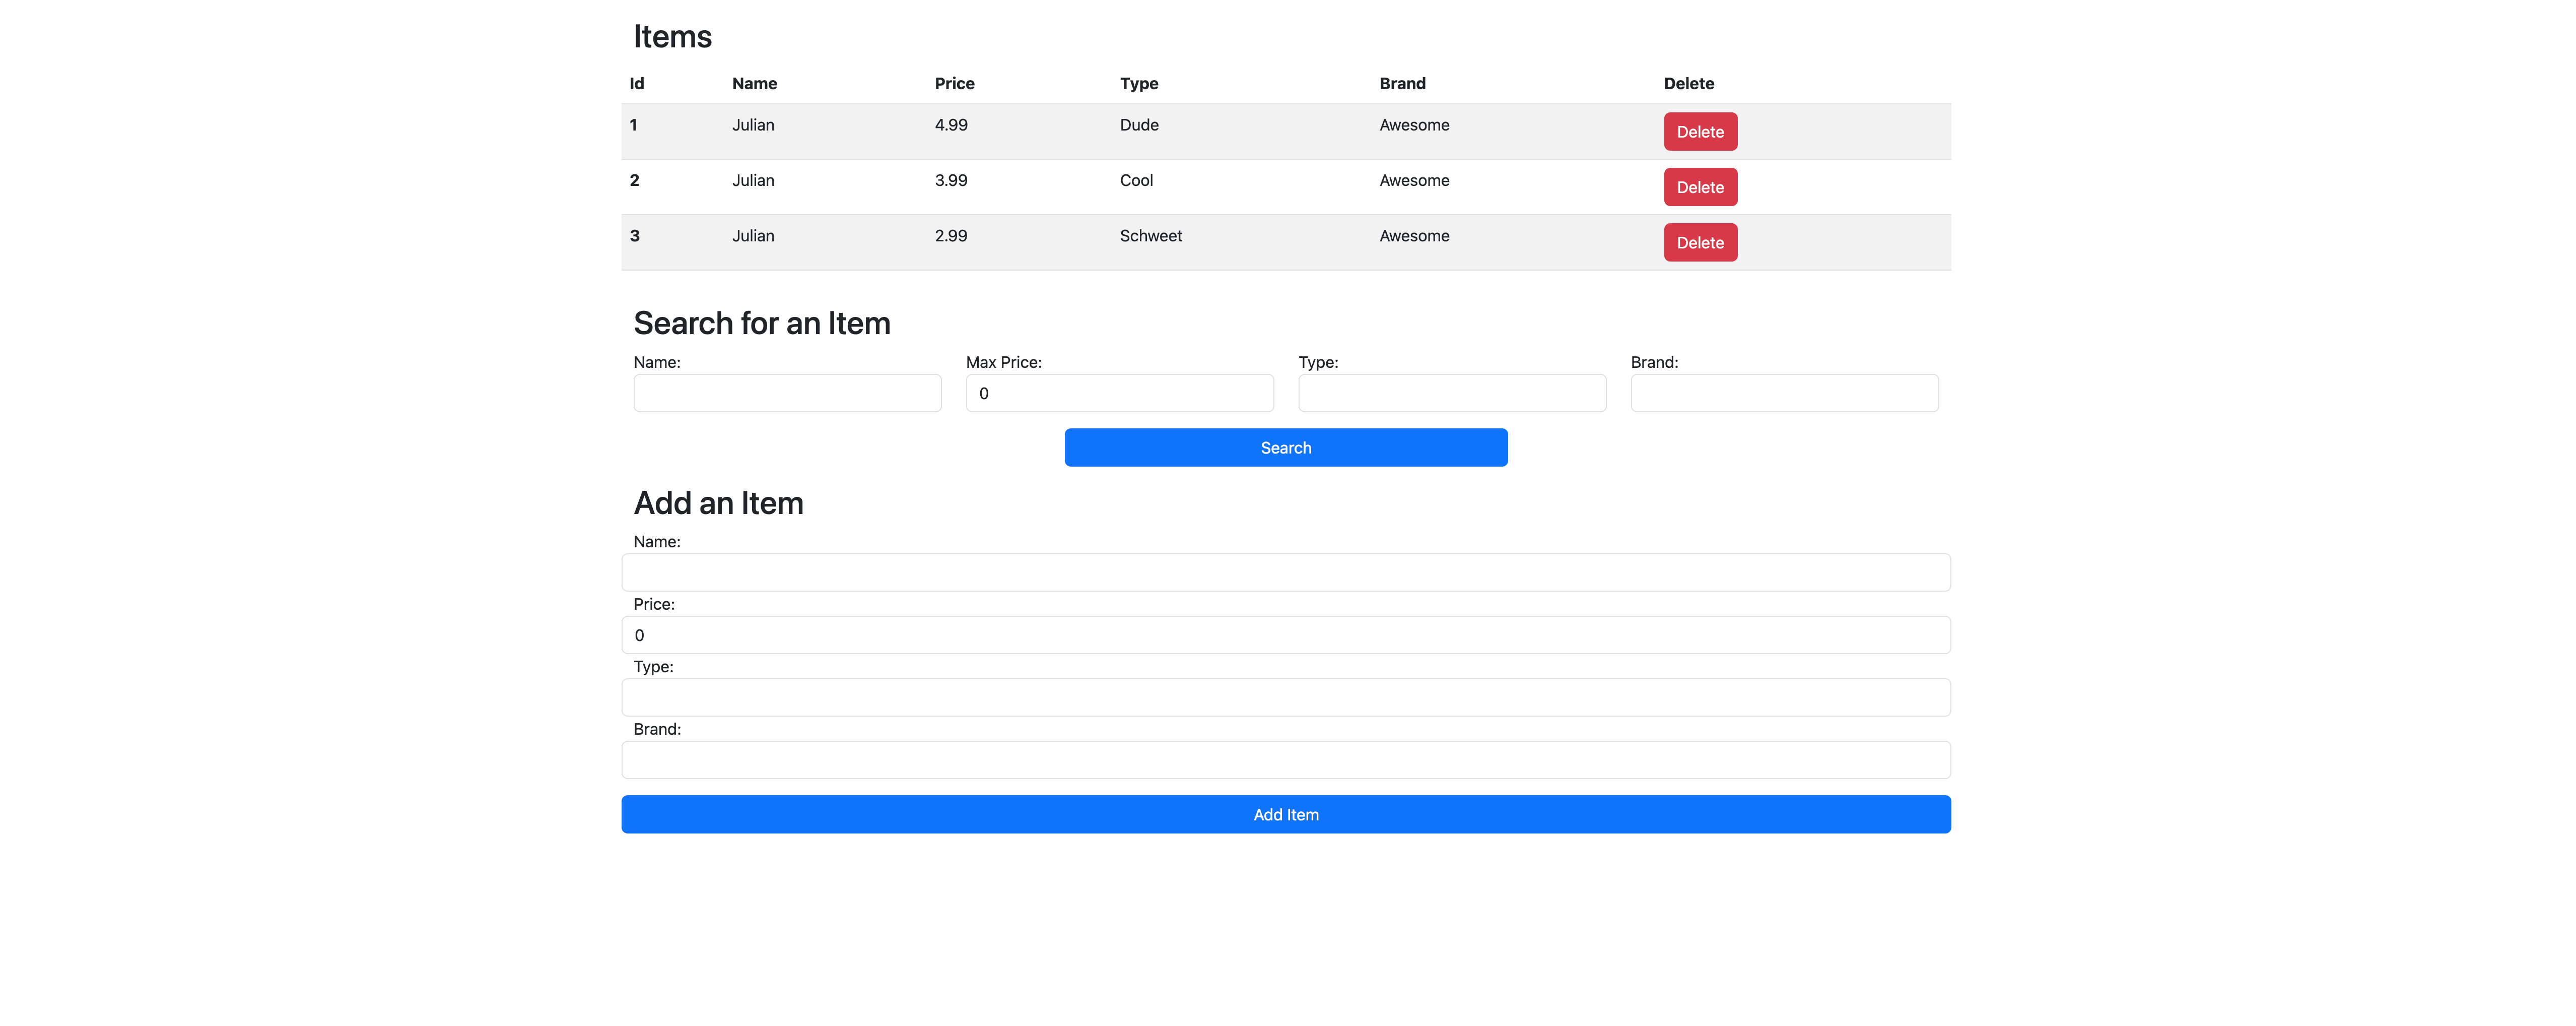 Items
Id Name Price Type Brand Delete
1 Julian 4.99 Dude Awesome Delete
2 Julian 3.99 Cool Awesome Delete
3 Julian 2.99 Schweet Awesome Delete
Search for an Item
Name: Max Price: Type: Brand:
0
Search
Add an Item
Name:
Price:
0
Type:
Brand:
Add Item